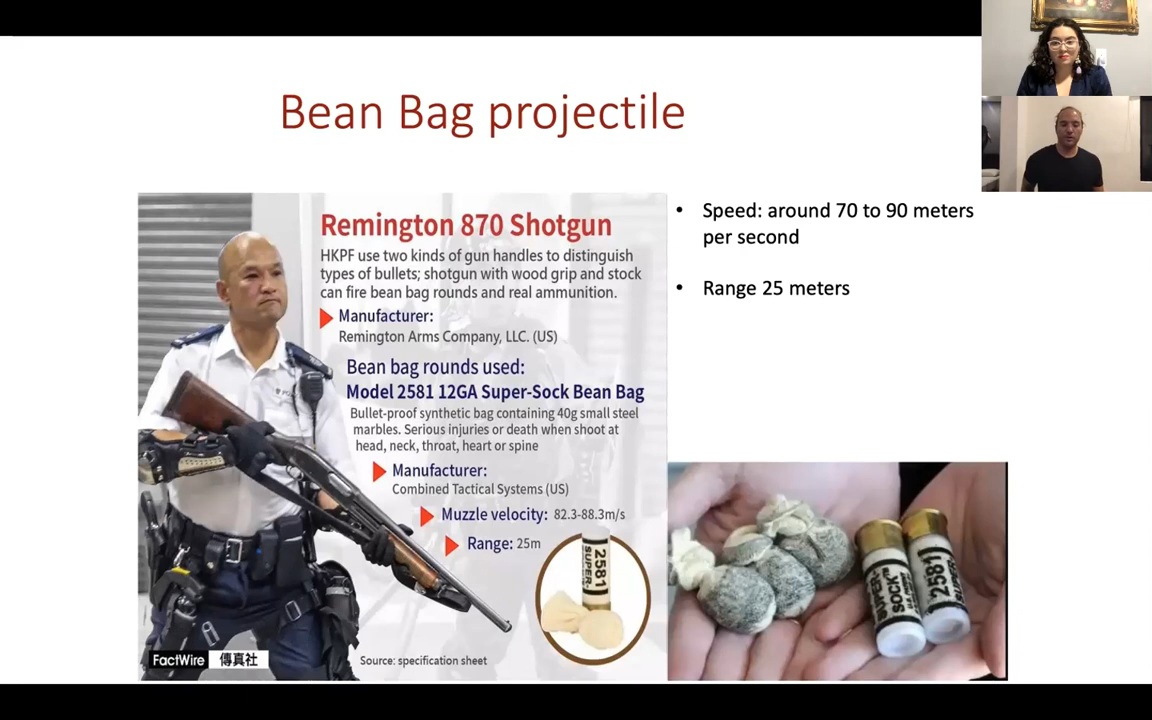 Bean Bag projectile
Remington 870 Shotgun
HKPF use two kinds of gun handles to distinguish
types of bullets; shotgun with wood grip and stock
can fire bean bag rounds and real ammunition.
Manufacturer:
Remington Arms Company, LLC. (US)
Bean bag rounds used:
Model 2581 12GA Super-Sock Bean Bag
Bullet-proof synthetic bag containing 40g small steel
marbles. Serious injuries or death when shoot at
head, neck, throat, heart or spine
Manufacturer:
Combined Tactical Systems (US)
Muzzle velocity: 82.3-88.3m/s
Range: 25m
2581
SUPER-
Source: specification sheet
FactWire 傳真社
• Speed: around 70 to 90 meters
per second
• Range 25 meters
SUPER-
SOCK™
2581